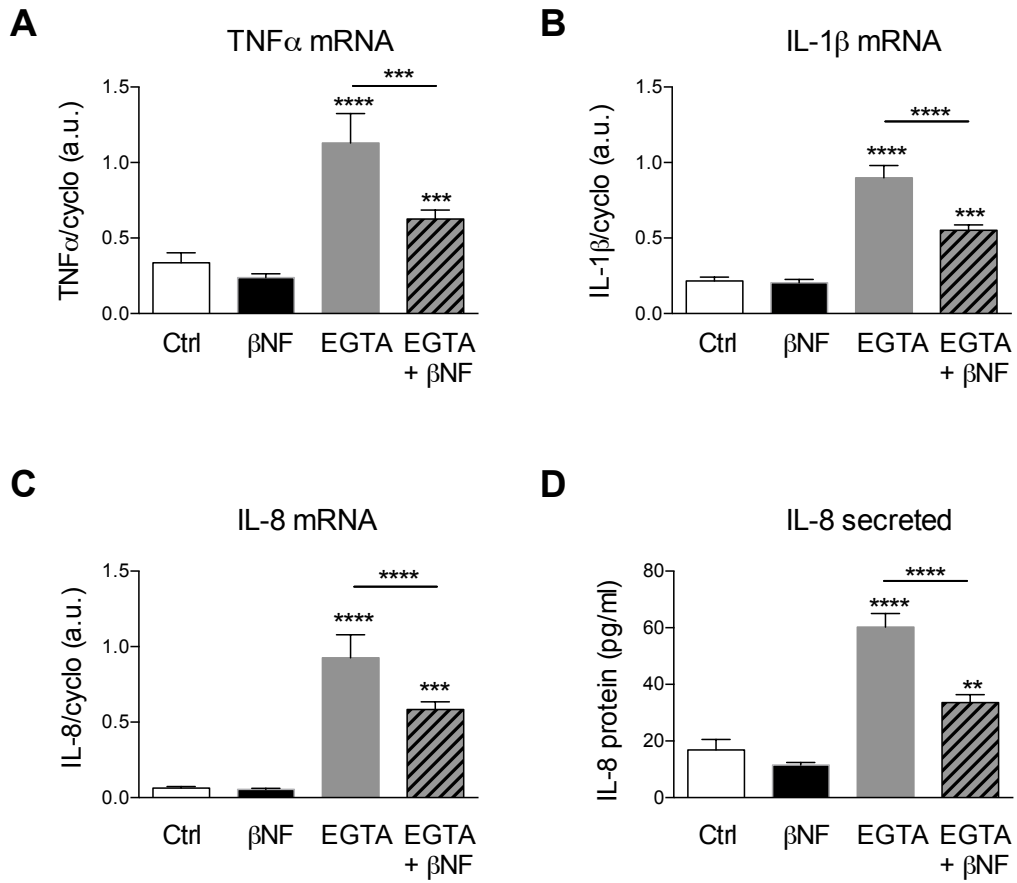 A
TNFα mRNA
TNFα/cyclo (a.u.)
1.5
1.0
0.5
0.0
***
****
***
Ctrl
βNF
EGTA
EGTA
+ βNF
B
IL-1β mRNA
IL-1β/cyclo (a.u.)
1.5
1.0
0.5
0.0
****
****
***
Ctrl
βNF
EGTA
EGTA
+ βNF
C
IL-8 mRNA
IL-8/cyclo (a.u.)
1.5
1.0
0.5
0.0
****
****
***
Ctrl
βNF
EGTA
EGTA
+ βNF
D
IL-8 secreted
IL-8 protein (pg/ml)
80
60
40
20
0
****
****
**
Ctrl
βNF
EGTA
EGTA
+ βNF